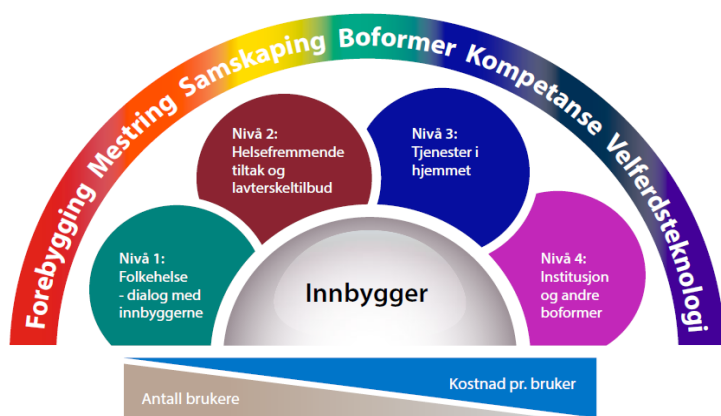 Forebygging Mestring Samskaping Boformer Kompetanse Velferdsteknologi
Nivå 1:
Folkehelse
- dialog med
innbyggerne
Nivå 2:
Helsefremmende
tiltak og
lavterskeltilbud
Nivå 3:
Tjenester i
hjemmet
Nivå 4:
Institusjon
og andre
boformer
Innbygger
Antall brukere
Kostnad pr. bruker